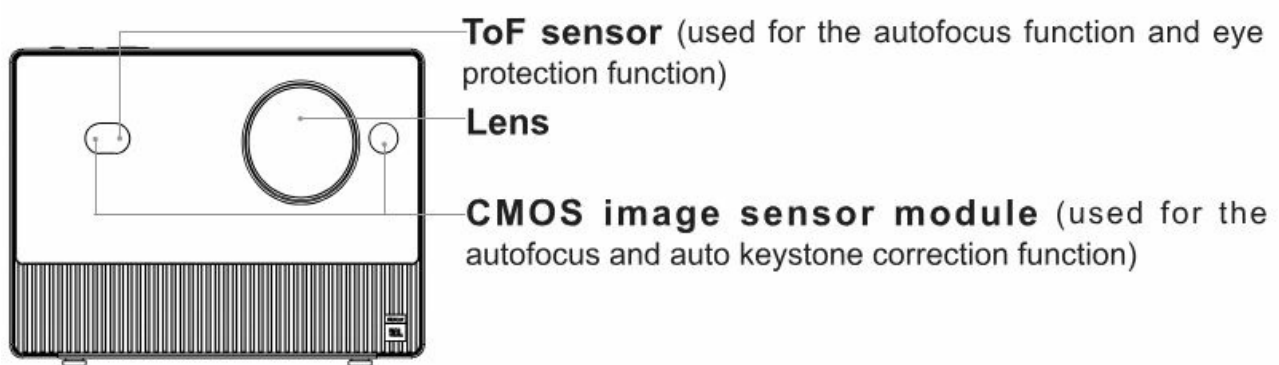 ToF sensor (used for the autofocus function and eye
protection function)
Lens
CMOS image sensor module (used for the
autofocus and auto keystone correction function)